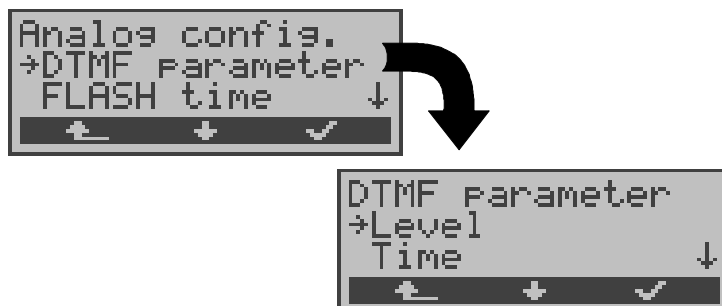 Analog config.
→DTMF parameter
FLASH time ↓
DTMF parameter
→Level
Time ↓